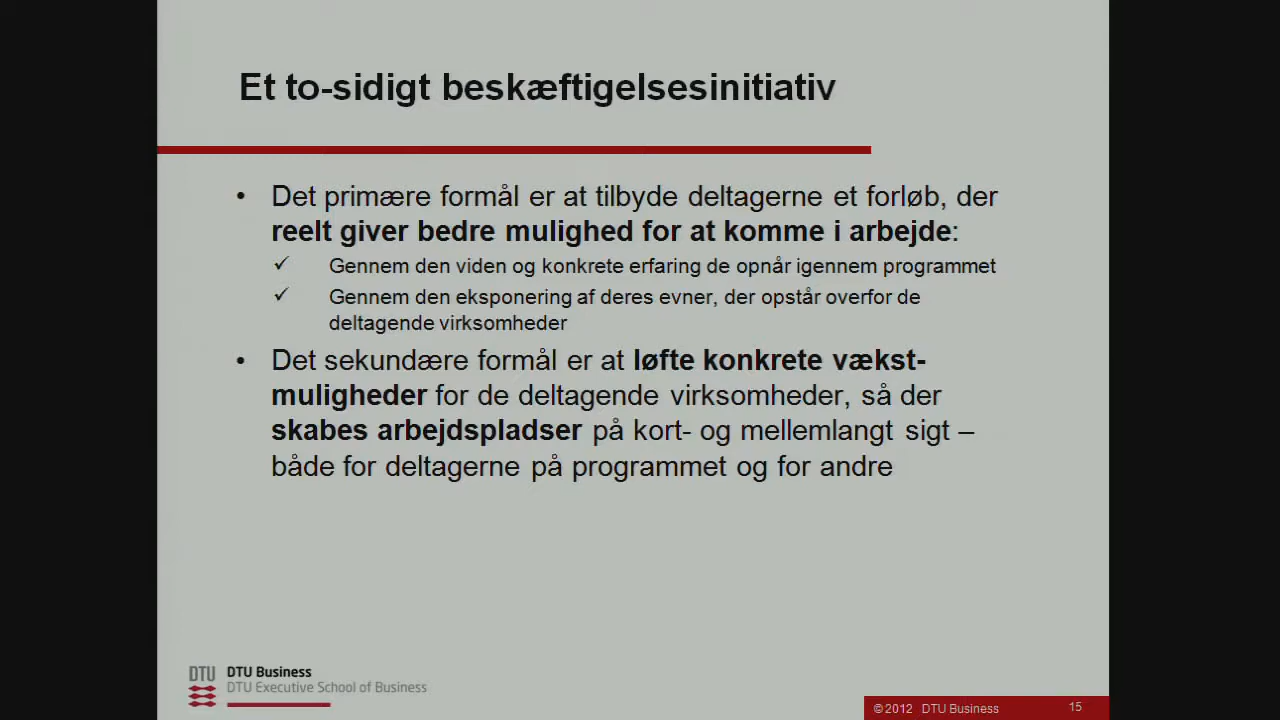 Et to-sidigt beskæftigelsesinitiativ
• Det primære formål er at tilbyde deltagerne et forløb, der
reelt giver bedre mulighed for at komme i arbejde:
✓ Gennem den viden og konkrete erfaring de opnår igennem programmet
✓ Gennem den eksponering af deres evner, der opstår overfor de
deltagende virksomheder
• Det sekundære formål er at løfte konkrete vækst-
muligheder for de deltagende virksomheder, så der
skabes arbejdspladser på kort- og mellemlangt sigt –
både for deltagerne på programmet og for andre
DTU DTU Business
DTU Executive School of Business
©2012 DTU Business 15